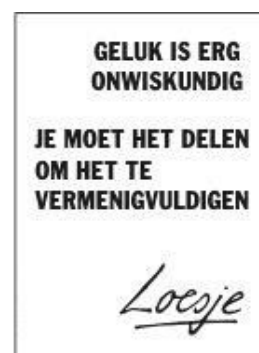 GELUK IS ERG
ONWISKUNDIG
JE MOET HET DELEN
OM HET TE
VERMENIGVULDIGEN
Loesje